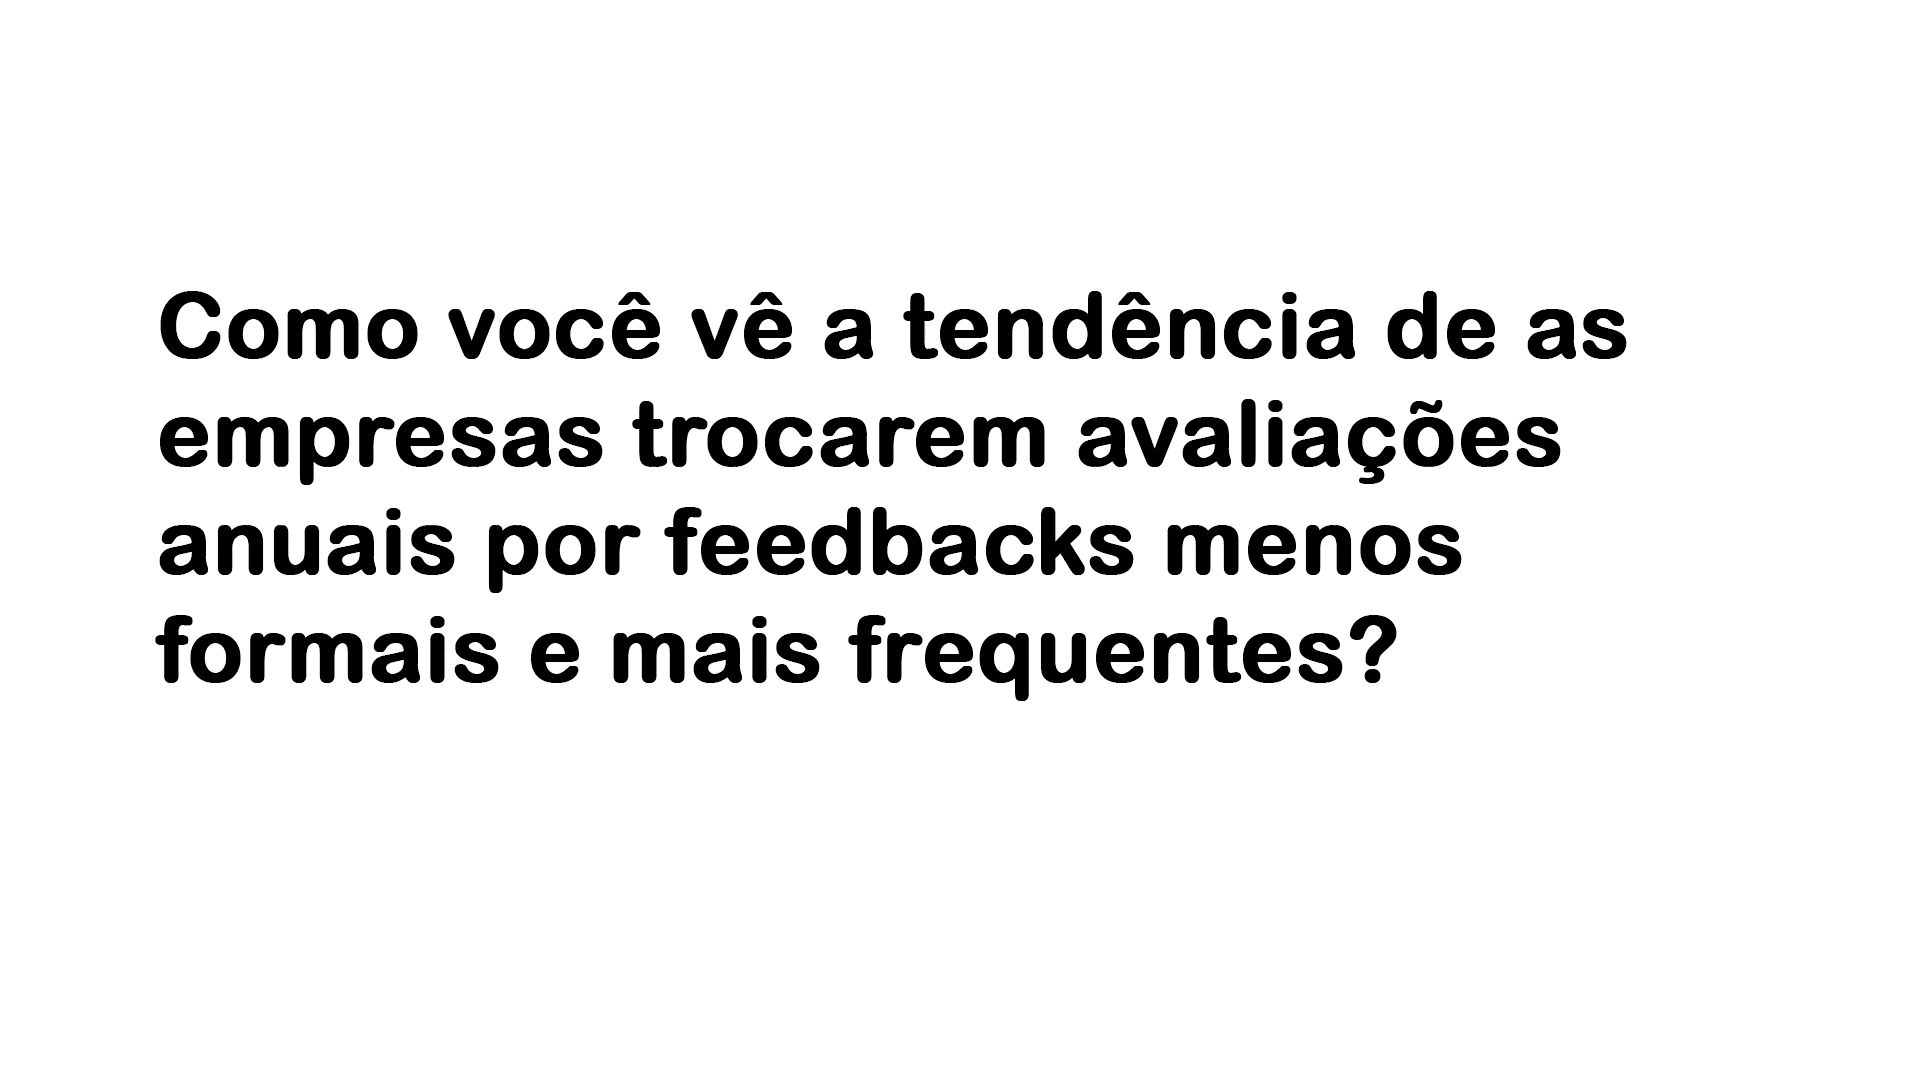 Como você vê a tendência de as
empresas trocarem avaliações
anuais por feedbacks menos
formais e mais frequentes?